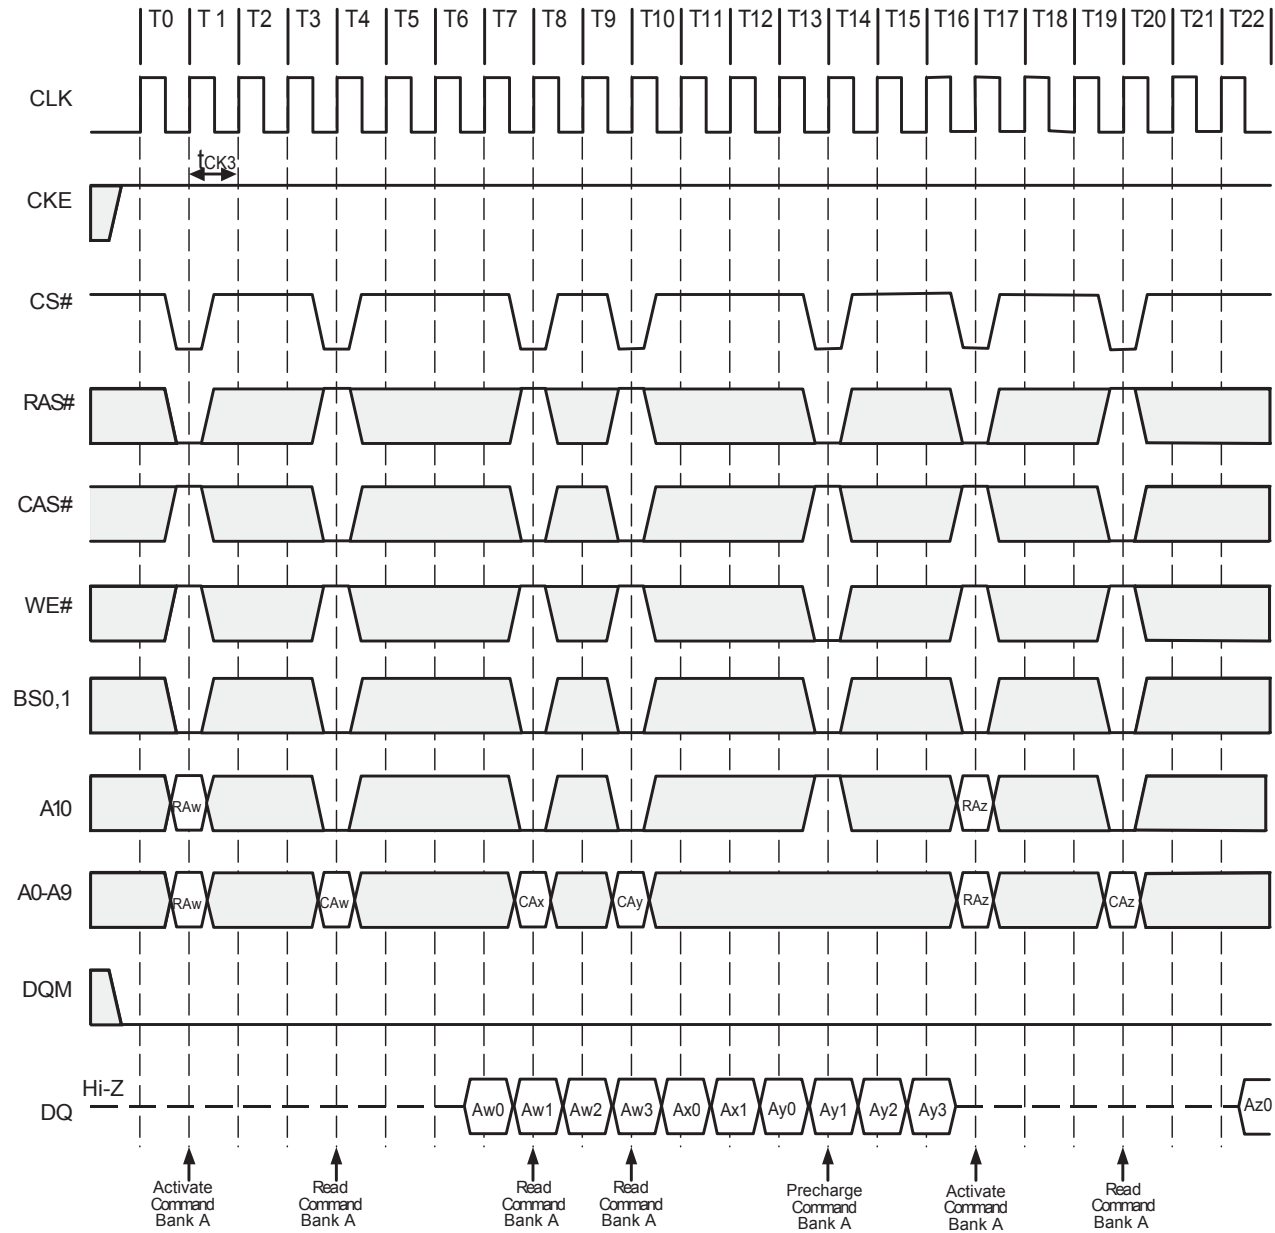 T0 T 1 T2 T3 T4 T5 T6 T7 T8 T9 T10 T11 T12 T13 T14 T15 T16 T17 T18 T19 T20 T21 T22
CLK
tCK3
CKE
CS#
RAS#
CAS#
WE#
BS0,1
A10 RAw RAz
A0-A9 RAw CAw CAx CAy RAz CAz
DQM
Hi-Z
DQ Aw0 Aw1 Aw2 Aw3 Ax0 Ax1 Ay0 Ay1 Ay2 Ay3 Az0
Activate
Command
Bank A
Read
Command
Bank A
Read
Command
Bank A
Read
Command
Bank A
Precharge
Command
Bank A
Activate
Command
Bank A
Read
Command
Bank A